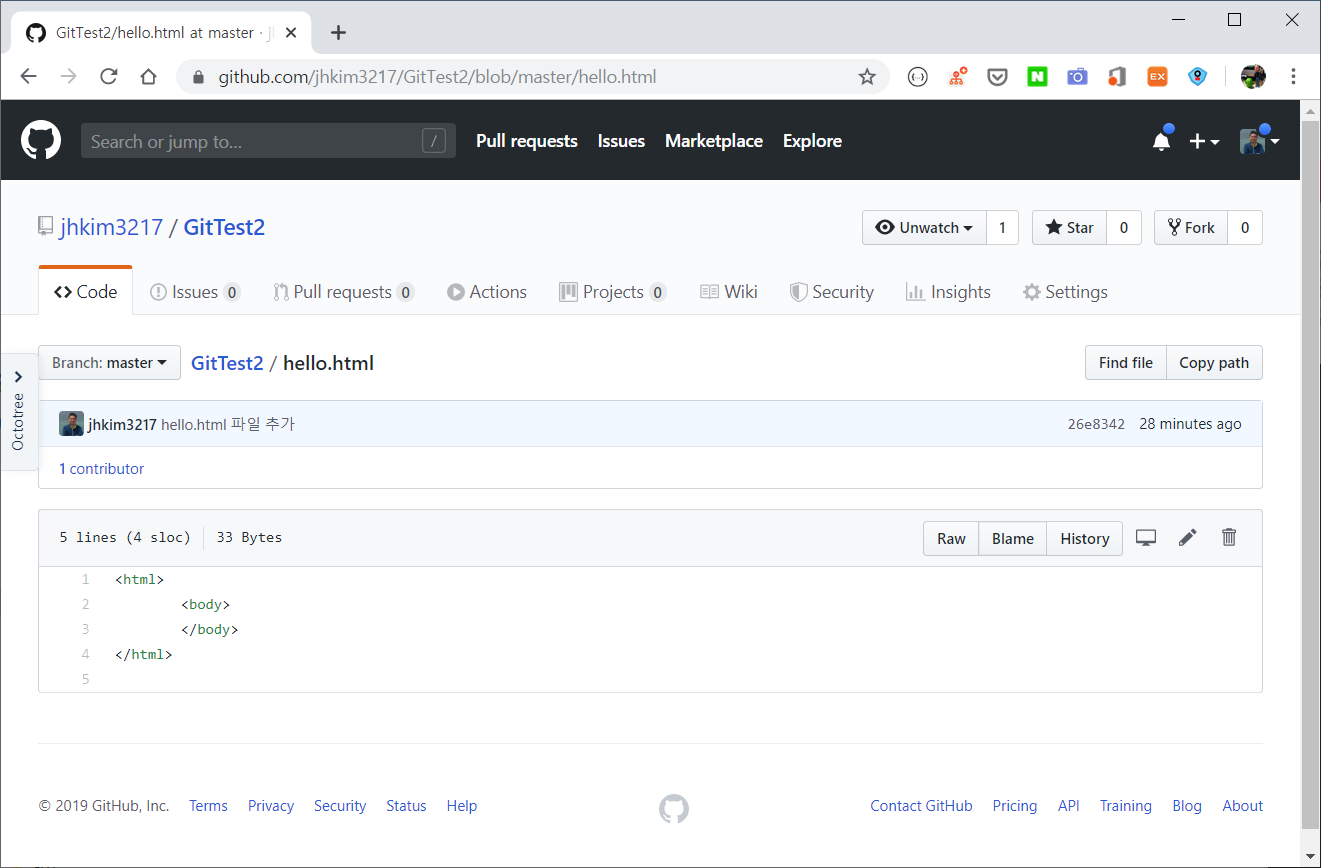 GitTest2/hello.html at master · j
github.com/jhkim3217/GitTest2/blob/master/hello.html
N EX
Search or jump to... / Pull requests Issues Marketplace Explore
jhkim3217 / GitTest2 Unwatch 1 Star 0 Fork 0
Code Issues 0 Pull requests 0 Actions Projects 0 Wiki Security Insights Settings
Branch: master GitTest2 / hello.html Find file Copy path
Octotree
jhkim3217 hello.html 파일 추가 26e8342 28 minutes ago
1 contributor
5 lines (4 sloc) 33 Bytes Raw Blame History
1 <html>
2 <body>
3 </body>
4 </html>
5
© 2019 GitHub, Inc. Terms Privacy Security Status Help Contact GitHub Pricing API Training Blog About